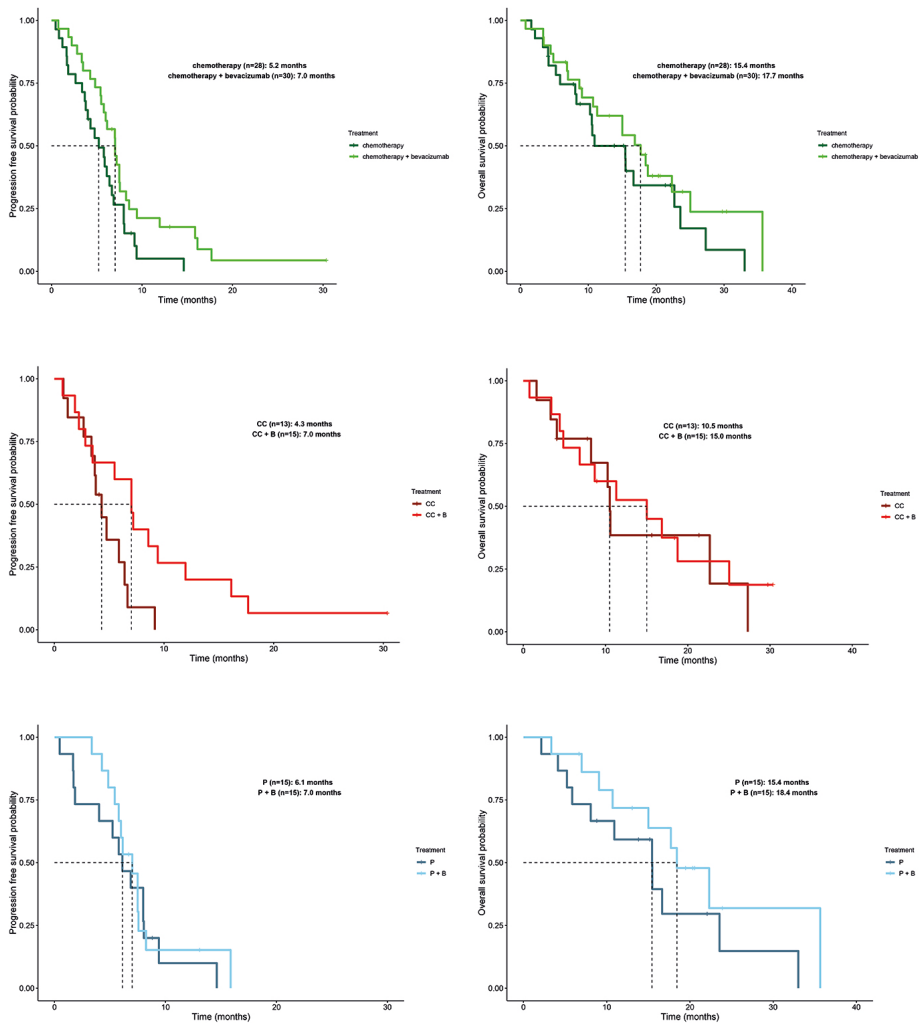 chemotherapy (n=28): 5.2 months
chemotherapy + bevacizumab (n=30): 7.0 months
Progression free survival probability
1.00
0.75
0.50
0.25
0.00
0
10
20
30
Time (months)
Treatment
chemotherapy
chemotherapy + bevacizumab
chemotherapy (n=28): 15.4 months
chemotherapy + bevacizumab (n=30): 17.7 months
Overall survival probability
1.00
0.75
0.50
0.25
0.00
0
10
20
30
40
Time (months)
Treatment
chemotherapy
chemotherapy + bevacizumab
CC (n=13): 4.3 months
CC + B (n=15): 7.0 months
Progression free survival probability
1.00
0.75
0.50
0.25
0.00
0
10
20
30
Time (months)
Treatment
CC
CC + B
CC (n=13): 10.5 months
CC + B (n=15): 15.0 months
Overall survival probability
1.00
0.75
0.50
0.25
0.00
0
10
20
30
40
Time (months)
Treatment
CC
CC + B
P (n=15): 6.1 months
P + B (n=15): 7.0 months
Progression free survival probability
1.00
0.75
0.50
0.25
0.00
0
10
20
30
Time (months)
Treatment
P
P + B
P (n=15): 15.4 months
P + B (n=15): 18.4 months
Overall survival probability
1.00
0.75
0.50
0.25
0.00
0
10
20
30
40
Time (months)
Treatment
P
P + B